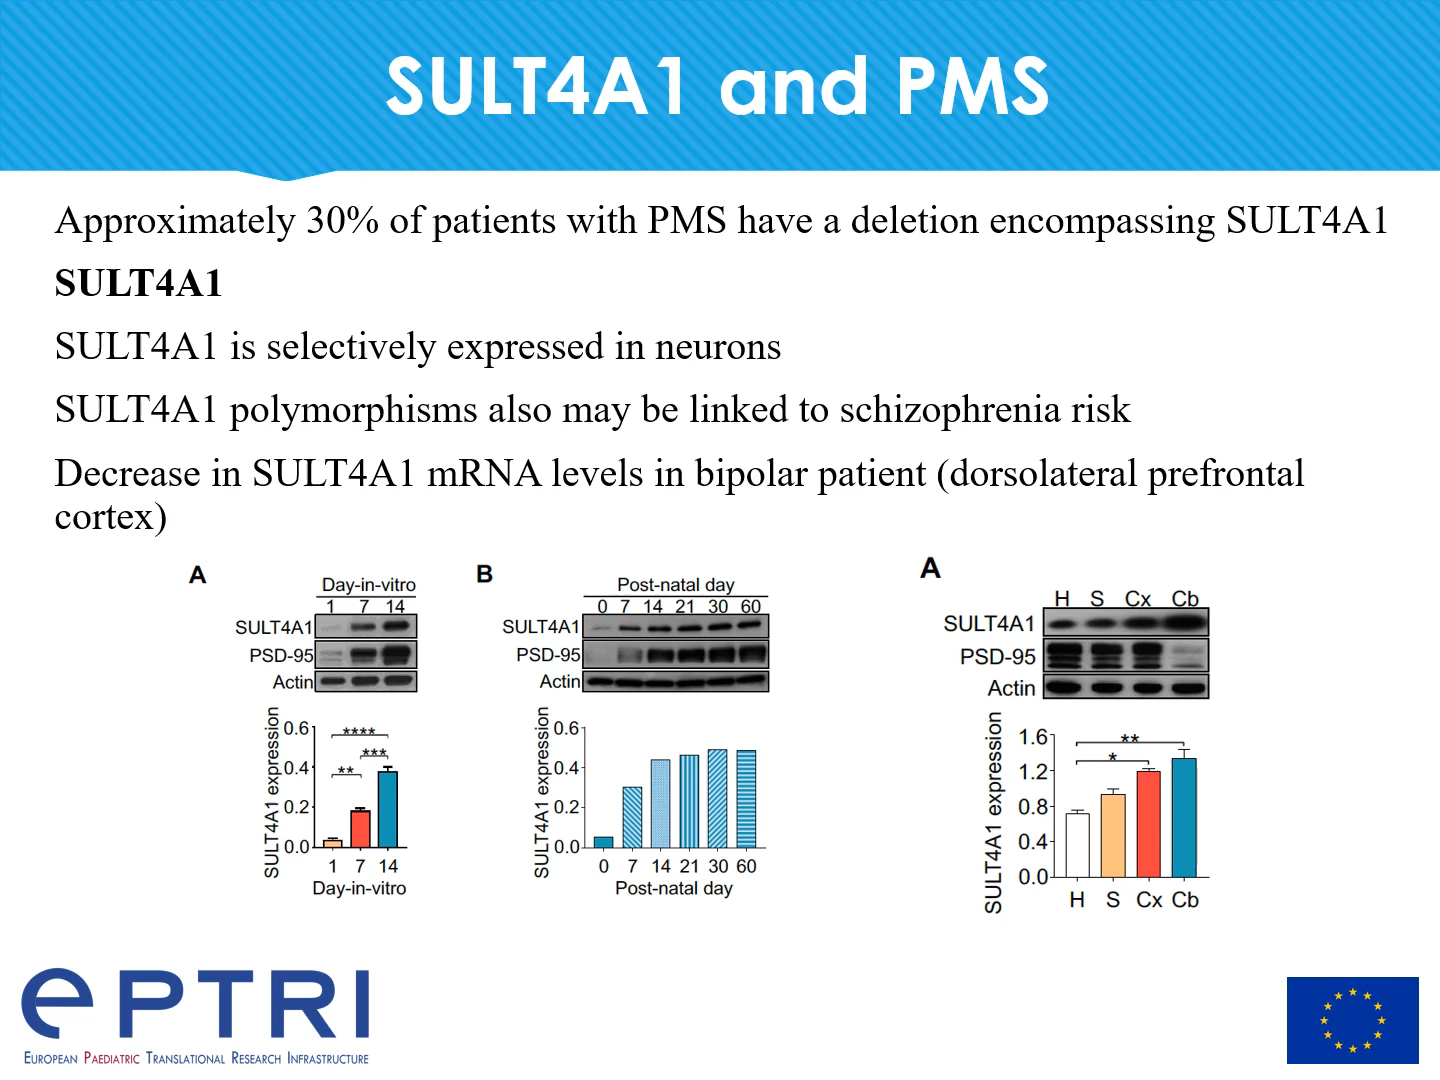 SULT4A1 and PMS
Approximately 30% of patients with PMS have a deletion encompassing SULT4A1
SULT4A1
SULT4A1 is selectively expressed in neurons
SULT4A1 polymorphisms also may be linked to schizophrenia risk
Decrease in SULT4A1 mRNA levels in bipolar patient (dorsolateral prefrontal
cortex)
A
Day-in-vitro
1 7 14
SULT4A1
PSD-95
Actin
SULT4A1 expression
0.6
0.4
0.2
0.0
****
***
**
1 7 14
Day-in-vitro
B
Post-natal day
0 7 14 21 30 60
SULT4A1
PSD-95
Actin
SULT4A1 expression
0.6
0.4
0.2
0.0
0 7 14 21 30 60
Post-natal day
A
H S Cx Cb
SULT4A1
PSD-95
Actin
SULT4A1 expression
1.6
1.2
0.8
0.4
0.0
**
*
H S Cx Cb
ePTRI
European Paediatric Translational Research Infrastructure